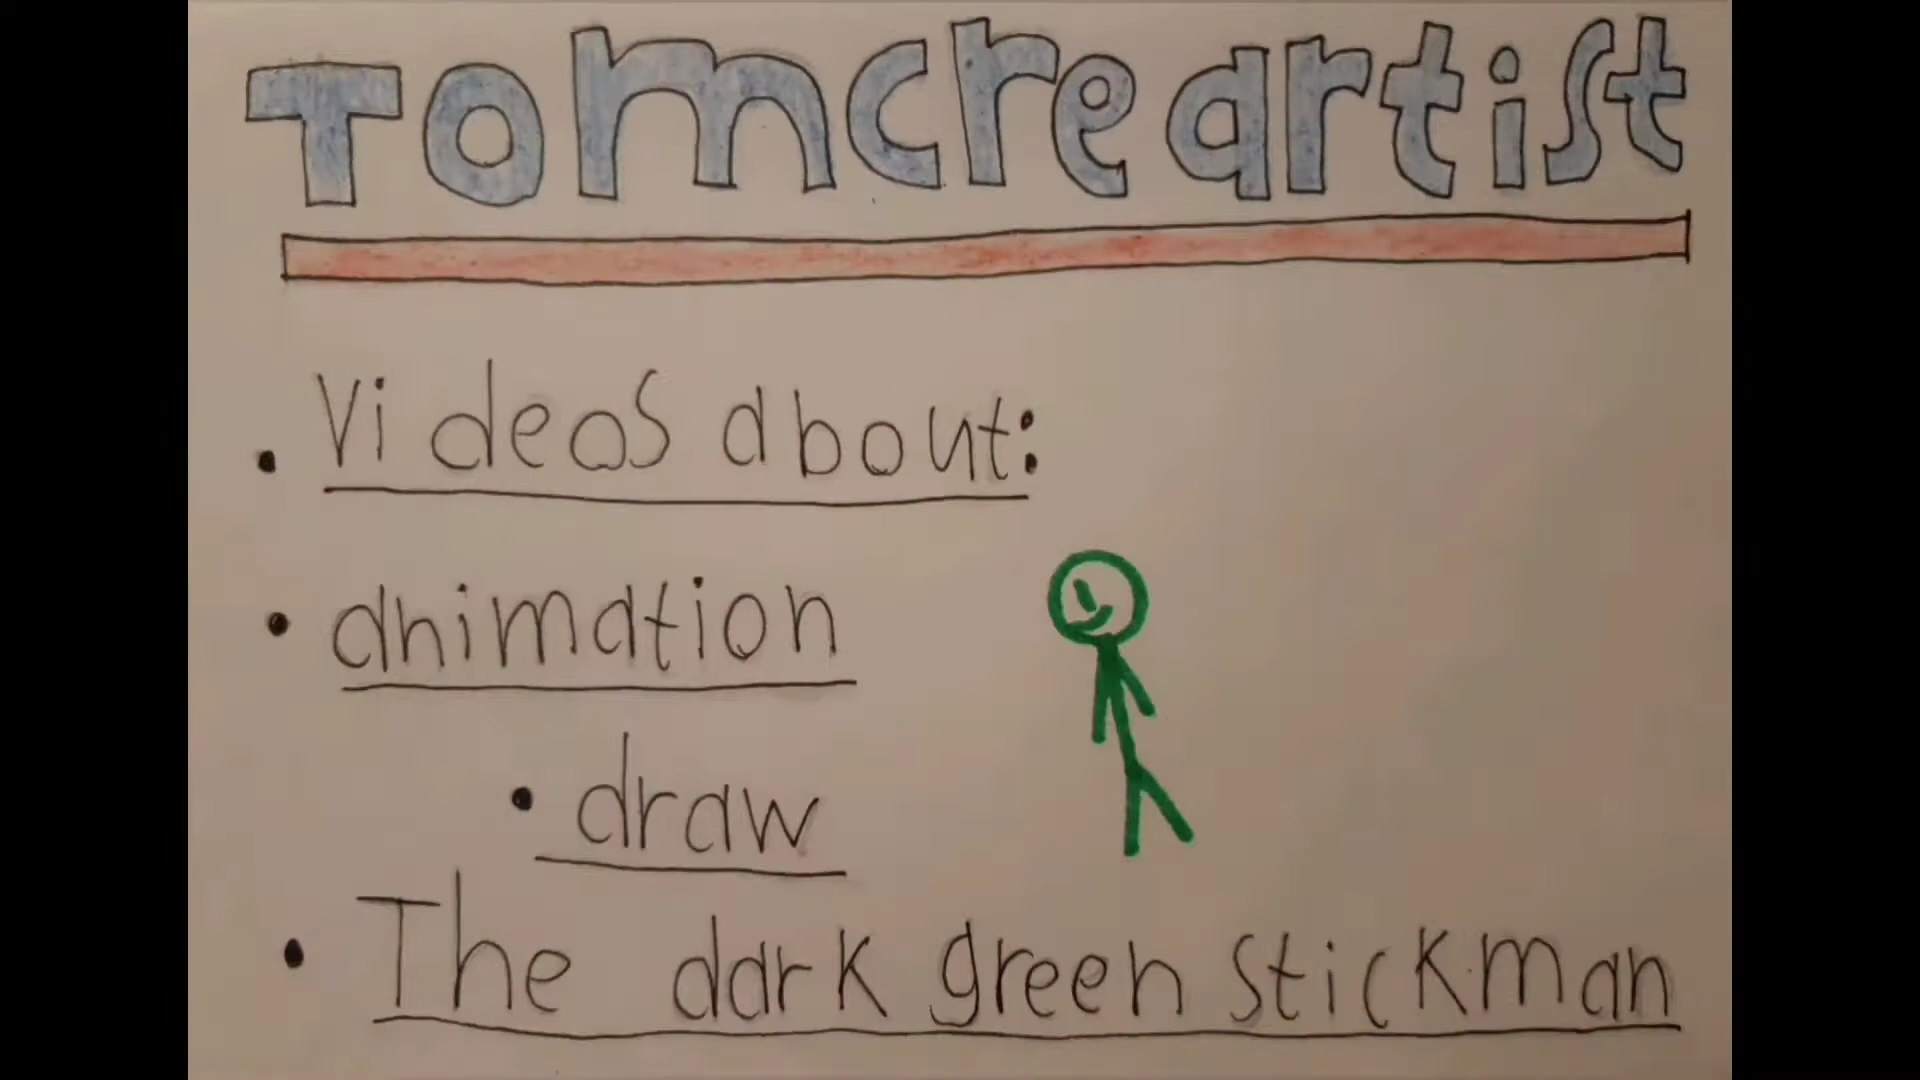 Tomcreartist
• Videos about:
• animation
• draw
• The dark green stickman